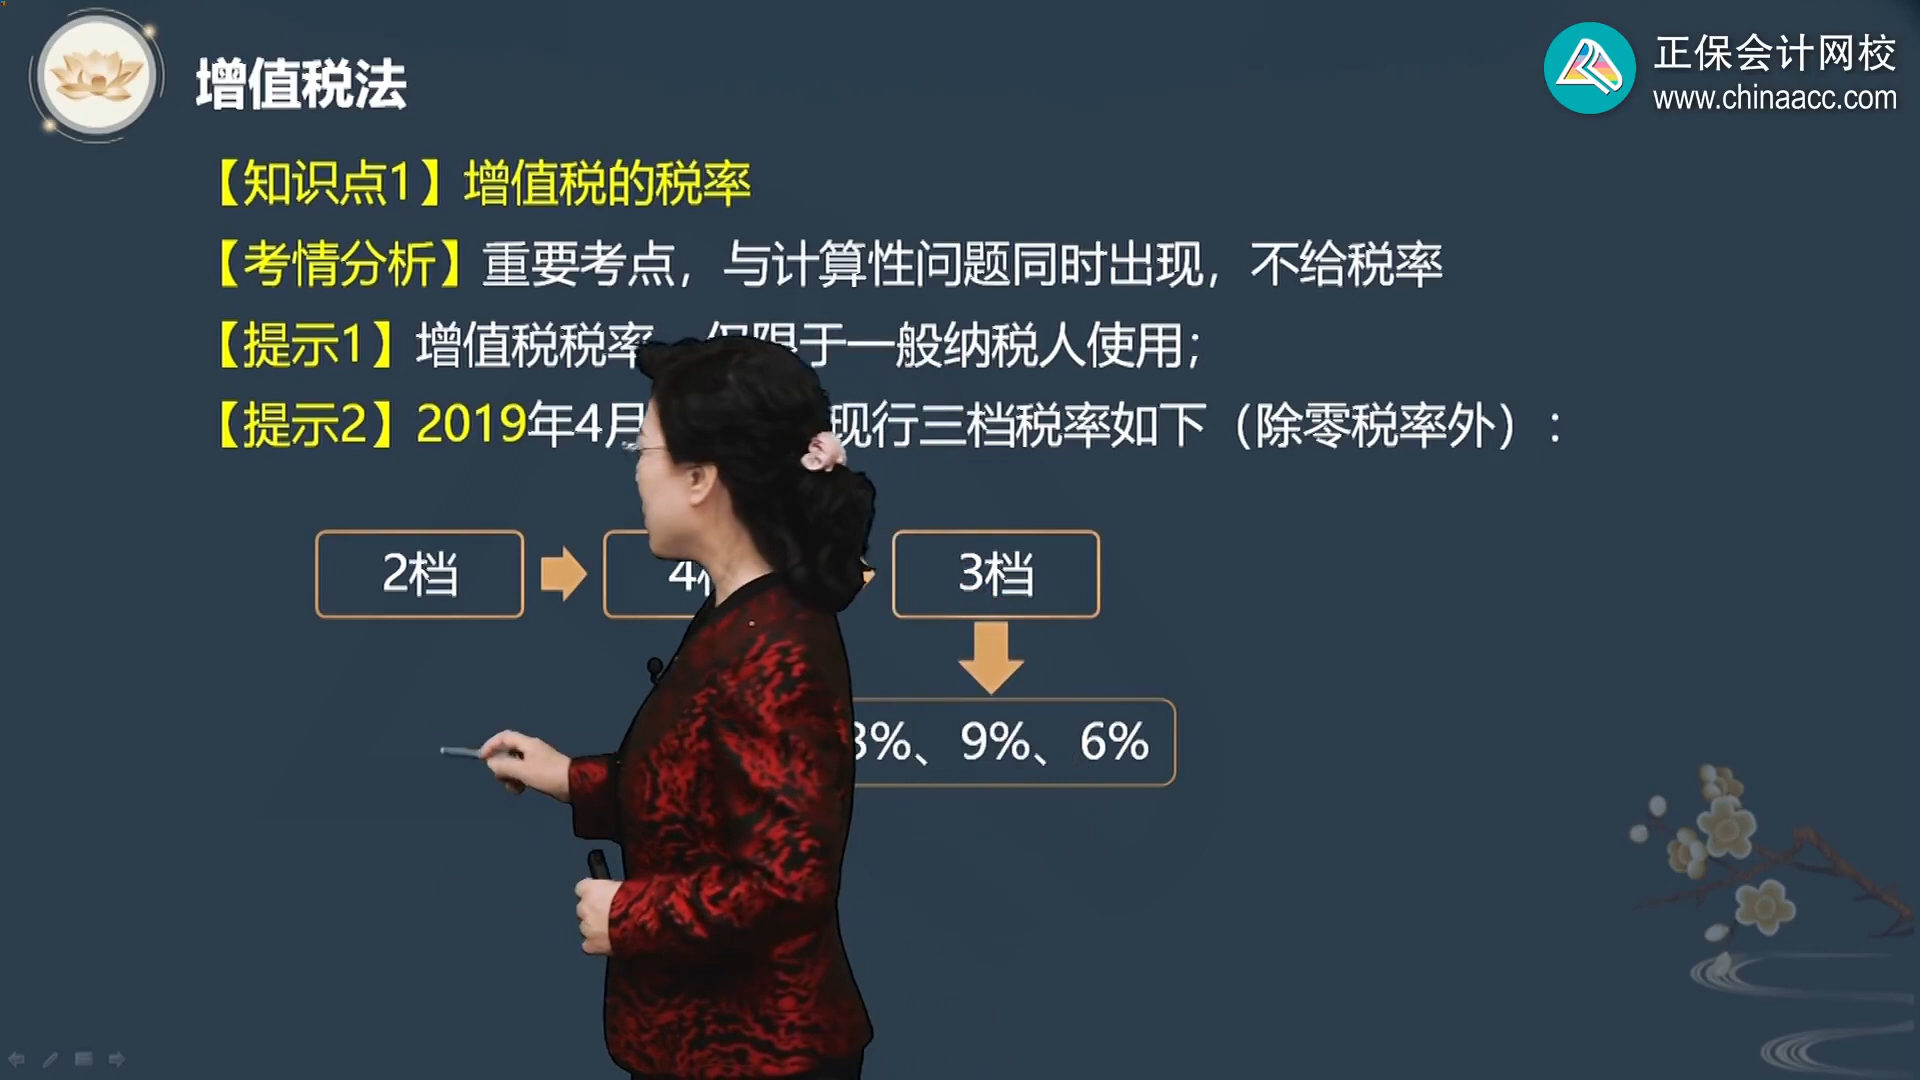 增值税法
正保会计网校
www.chinaacc.com
【知识点1】增值税的税率
【考情分析】重要考点，与计算性问题同时出现，不给税率
【提示1】增值税税率 仅限于一般纳税人使用；
【提示2】2019年4月 现行三档税率如下（除零税率外）：
2档
4
3档
3%、9%、6%